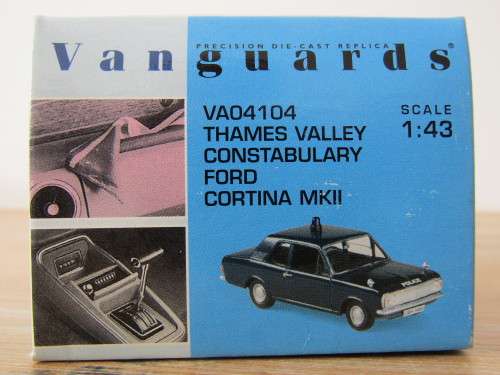 Vanguards®
PRECISION DIE-CAST REPLICA
VA04104
SCALE
THAMES VALLEY
1:43
CONSTABULARY
FORD
CORTINA MKII
POLICE